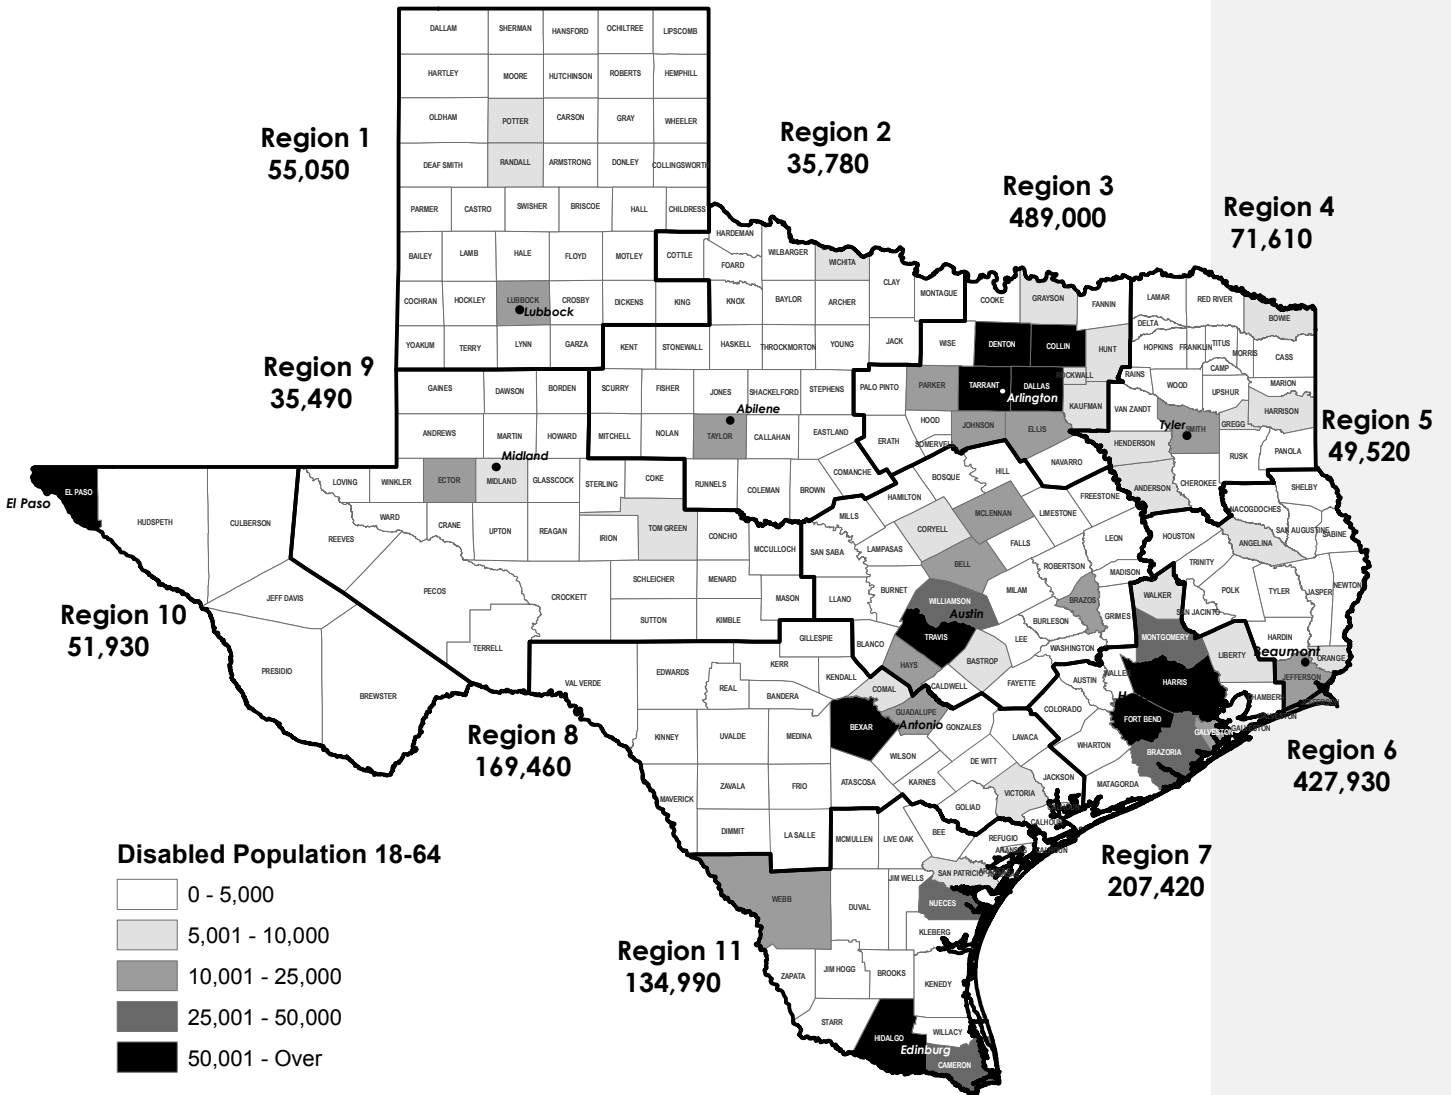 DALLAM
SHERMAN
HANSFORD
OCHILTREE
LIPSCOMB
HARTLEY
MOORE
HUTCHINSON
ROBERTS
HEMPHILL
OLDHAM
POTTER
CARSON
GRAY
WHEELER
Region 1
55,050
Region 2
35,780
DEAF SMITH
RANDALL
ARMSTRONG
DONLEY
COLLINGSWORTH
Region 3
489,000
Region 4
71,610
PARMER
CASTRO
SWISHER
BRISCOE
HALL
CHILDRESS
HARDEMAN
BAILEY
LAMB
HALE
FLOYD
MOTLEY
COTTLE
FOARD
WILBARGER
WICHITA
CLAY
MONTAGUE
COOKE
GRAYSON
FANNIN
LAMAR
RED RIVER
BOWIE
COCHRAN
HOCKLEY
LUBBOCK
Lubbock
CROSBY
DICKENS
KING
KNOX
BAYLOR
ARCHER
DELTA
YOAKUM
TERRY
LYNN
GARZA
KENT
STONEWALL
HASKELL
THROCKMORTON
YOUNG
JACK
WISE
DENTON
COLLIN
HUNT
HOPKINS
FRANKLIN
TITUS
MORRIS
CASS
CAMP
Region 9
35,490
GAINES
DAWSON
BORDEN
SCURRY
FISHER
JONES
SHACKELFORD
STEPHENS
PALO PINTO
PARKER
TARRANT
DALLAS
Arlington
ROCKWALL
RAINS
WOOD
UPSHUR
MARION
KAUFMAN
VAN ZANDT
HARRISON
Abilene
ANDREWS
MARTIN
HOWARD
MITCHELL
NOLAN
TAYLOR
CALLAHAN
EASTLAND
ERATH
HOOD
SOMERVELL
JOHNSON
ELLIS
HENDERSON
Tyler
SMITH
GREGG
RUSK
PANOLA
Region 5
49,520
Midland
El Paso
EL PASO
HUDSPETH
CULBERSON
LOVING
WINKLER
ECTOR
MIDLAND
GLASSCOCK
STERLING
COKE
RUNNELS
COLEMAN
BROWN
COMANCHE
HAMILTON
BOSQUE
HILL
NAVARRO
ANDERSON
CHEROKEE
SHELBY
NACOGDOCHES
SAN AUGUSTINE
SABINE
WARD
CRANE
UPTON
REAGAN
IRION
TOM GREEN
CONCHO
MCCULLOCH
MILLS
CORYELL
MCLENNAN
LIMESTONE
FREESTONE
REEVES
SAN SABA
LAMPASAS
BELL
FALLS
LEON
HOUSTON
ANGELINA
TRINITY
Region 10
51,930
JEFF DAVIS
PECOS
CROCKETT
SCHLEICHER
MENARD
MASON
LLANO
BURNET
WILLIAMSON
Austin
MILAM
ROBERTSON
MADISON
BRAZOS
GRIMES
WALKER
SAN JACINTO
POLK
TYLER
JASPER
NEWTON
SUTTON
KIMBLE
GILLESPIE
BLANCO
TRAVIS
LEE
BURLESON
WASHINGTON
MONTGOMERY
LIBERTY
HARDIN
Beaumont
ORANGE
JEFFERSON
PRESIDIO
BREWSTER
TERRELL
VAL VERDE
EDWARDS
REAL
KERR
BANDERA
KENDALL
HAYS
BASTROP
COMAL
CALDWELL
FAYETTE
AUSTIN
HARRIS
CHAMBERS
Region 8
169,460
KINNEY
UVALDE
MEDINA
BEXAR
GUADALUPE
Antonio
GONZALES
COLORADO
FORT BEND
GALVESTON
Region 6
427,930
WILSON
LAVACA
WHARTON
BRAZORIA
MAVERICK
ZAVALA
FRIO
ATASCOSA
KARNES
DE WITT
JACKSON
MATAGORDA
VICTORIA
GOLIAD
CALHOUN
DIMMIT
LA SALLE
MCMULLEN
LIVE OAK
BEE
REFUGIO
Region 7
207,420
Disabled Population 18-64
0 - 5,000
5,001 - 10,000
10,001 - 25,000
25,001 - 50,000
50,001 - Over
WEBB
DUVAL
JIM WELLS
SAN PATRICIO
NUECES
KLEBERG
Region 11
134,990
ZAPATA
JIM HOGG
BROOKS
KENEDY
STARR
HIDALGO
Edinburg
WILLACY
CAMERON